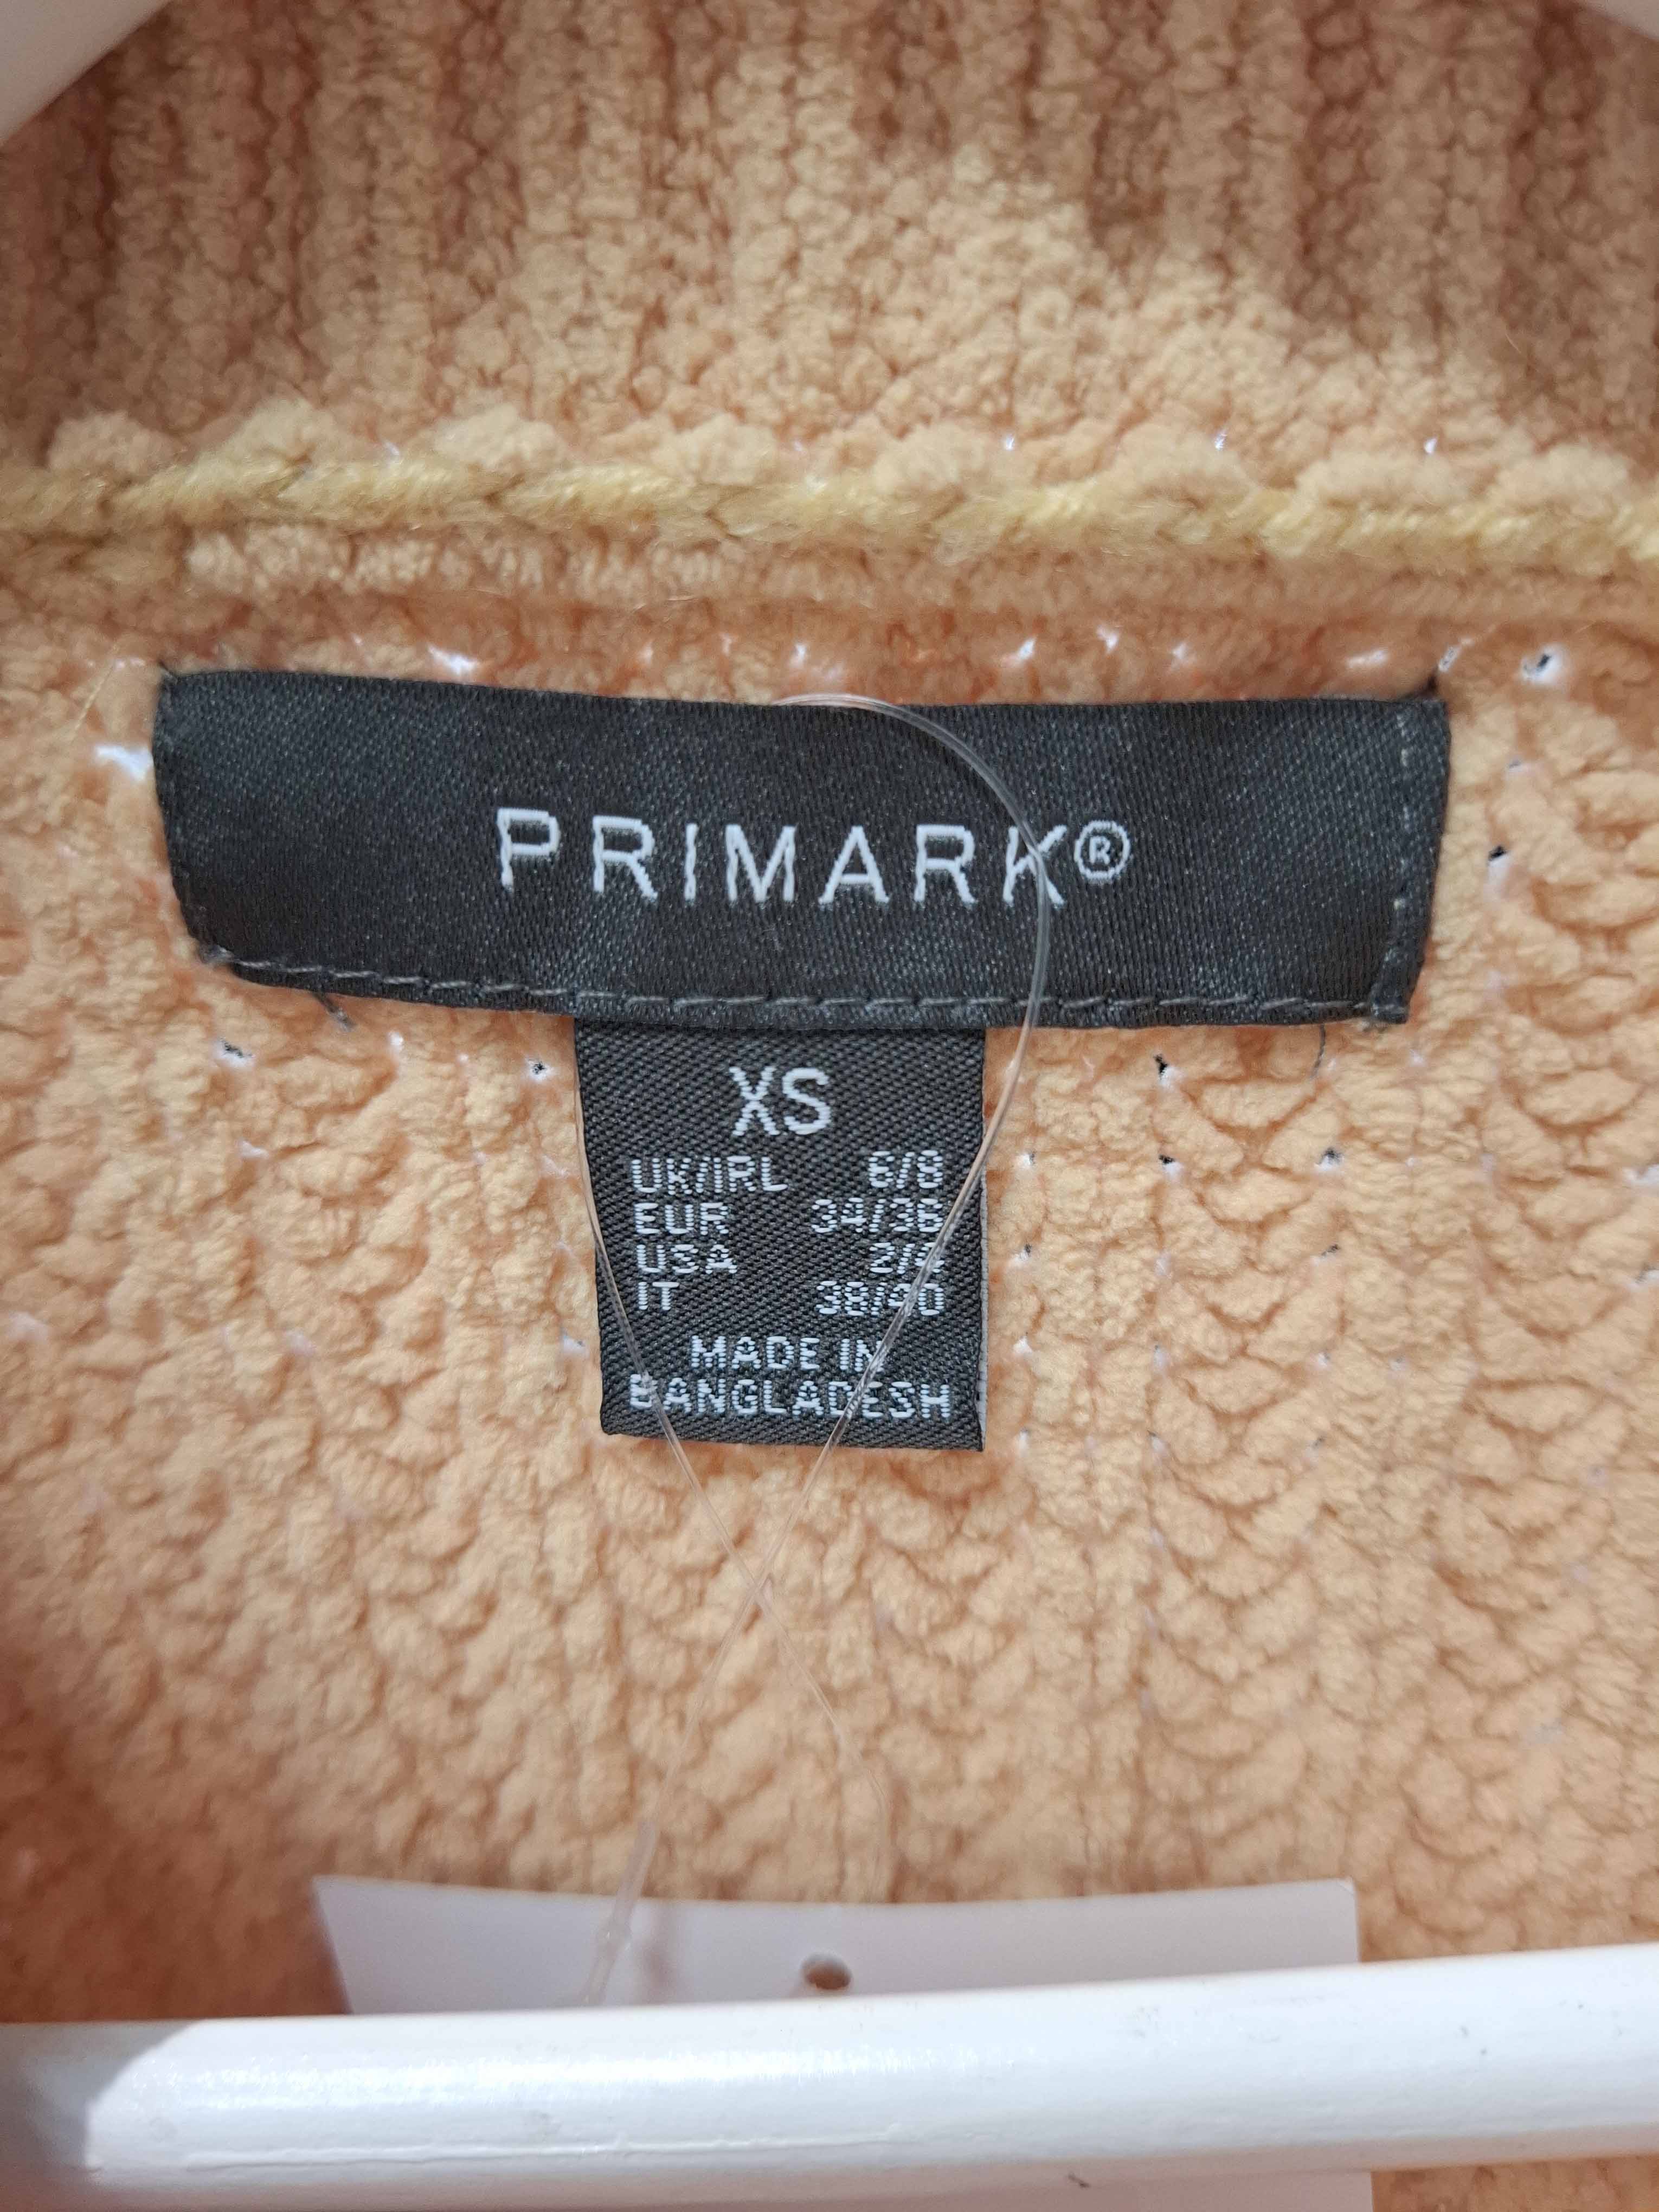 PRIMARK®
XS
UK/IRL 6/8
EUR 34/36
USA 2/4
IT 38/40
MADE IN
BANGLADESH